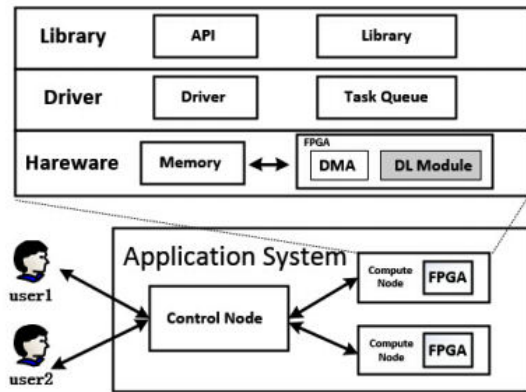 Library API Library
Driver Driver Task Queue
FPGA
Hareware Memory DMA DL Module
Application System
user1
Control Node
Compute Node FPGA
user2
Compute Node FPGA